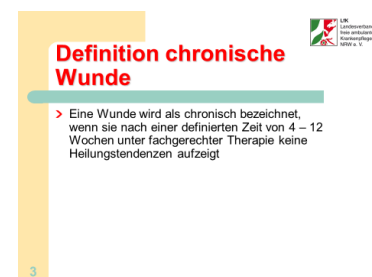 LfK
Landesverband
freie ambulante
Krankenpflege
NRW e. V.
Definition chronische
Wunde
Eine Wunde wird als chronisch bezeichnet,
wenn sie nach einer definierten Zeit von 4 – 12
Wochen unter fachgerechter Therapie keine
Heilungstendenzen aufzeigt
3